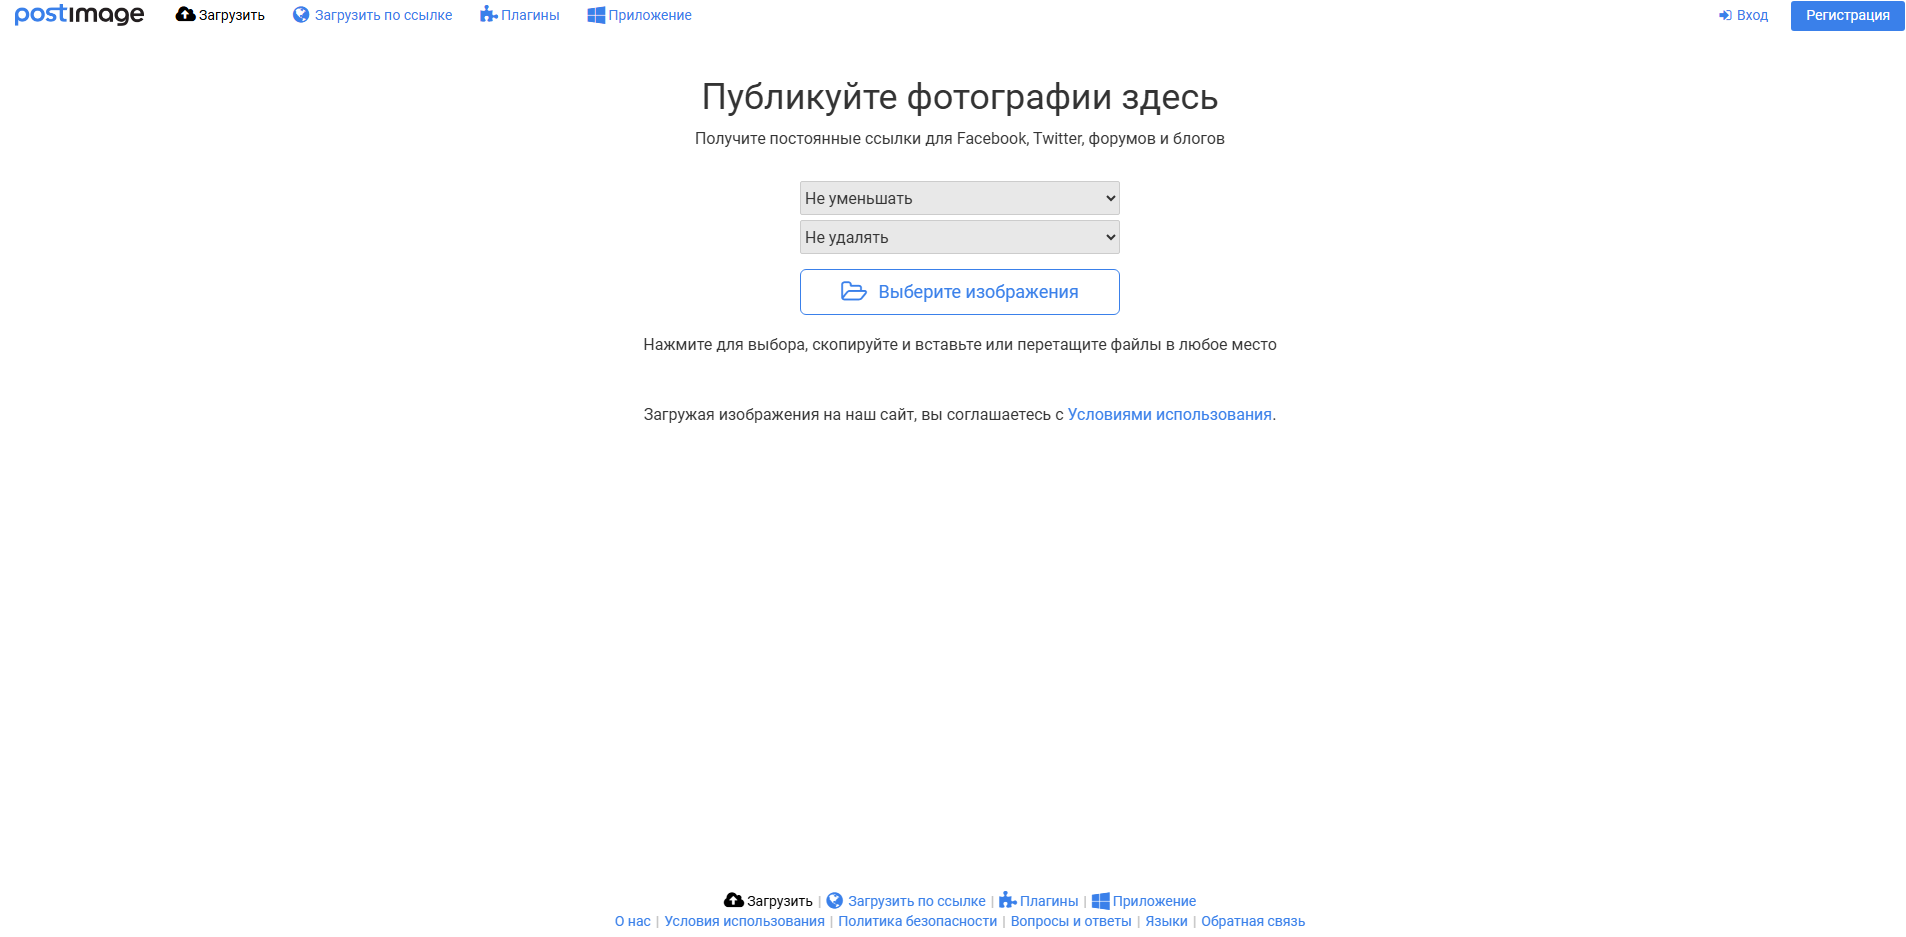 postimage Загрузить Загрузить по ссылке Плагины Приложение Вход Регистрация
Публикуйте фотографии здесь
Получите постоянные ссылки для Facebook, Twitter, форумов и блогов
Не уменьшать
Не удалять
Выберите изображения
Нажмите для выбора, скопируйте и вставьте или перетащите файлы в любое место
Загружая изображения на наш сайт, вы соглашаетесь с Условиями использования.
Загрузить | Загрузить по ссылке | Плагины | Приложение
О нас | Условия использования | Политика безопасности | Вопросы и ответы | Языки | Обратная связь